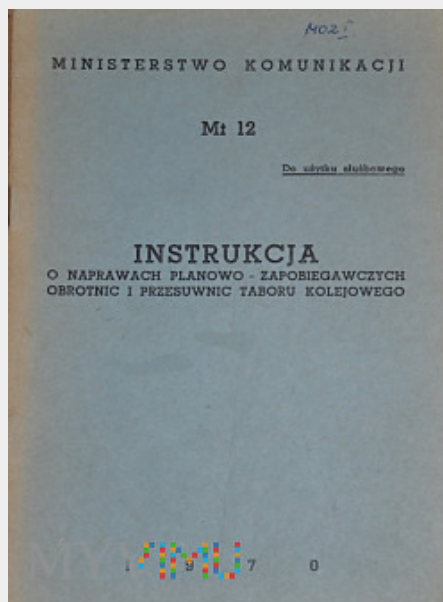 MO2 I
MINISTERSTWO KOMUNIKACJI
Mt 12
Do użytku służbowego
INSTRUKCJA
O NAPRAWACH PLANOWO - ZAPOBIEGAWCZYCH
OBROTNIC I PRZESUWNIC TABORU KOLEJOWEGO
1 9 7 0